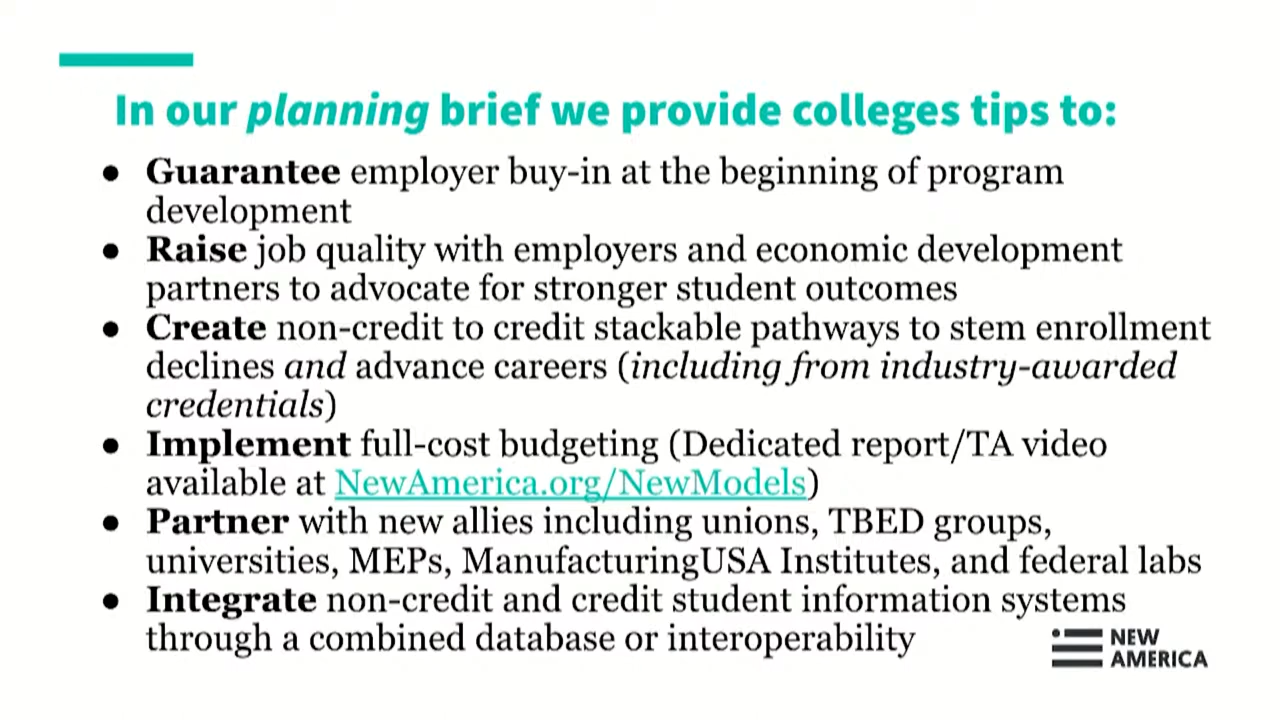 In our planning brief we provide colleges tips to:
● Guarantee employer buy-in at the beginning of program
development
● Raise job quality with employers and economic development
partners to advocate for stronger student outcomes
● Create non-credit to credit stackable pathways to stem enrollment
declines and advance careers (including from industry-awarded
credentials)
● Implement full-cost budgeting (Dedicated report/TA video
available at NewAmerica.org/NewModels)
● Partner with new allies including unions, TBED groups,
universities, MEPs, ManufacturingUSA Institutes, and federal labs
● Integrate non-credit and credit student information systems
through a combined database or interoperability
NEW
AMERICA